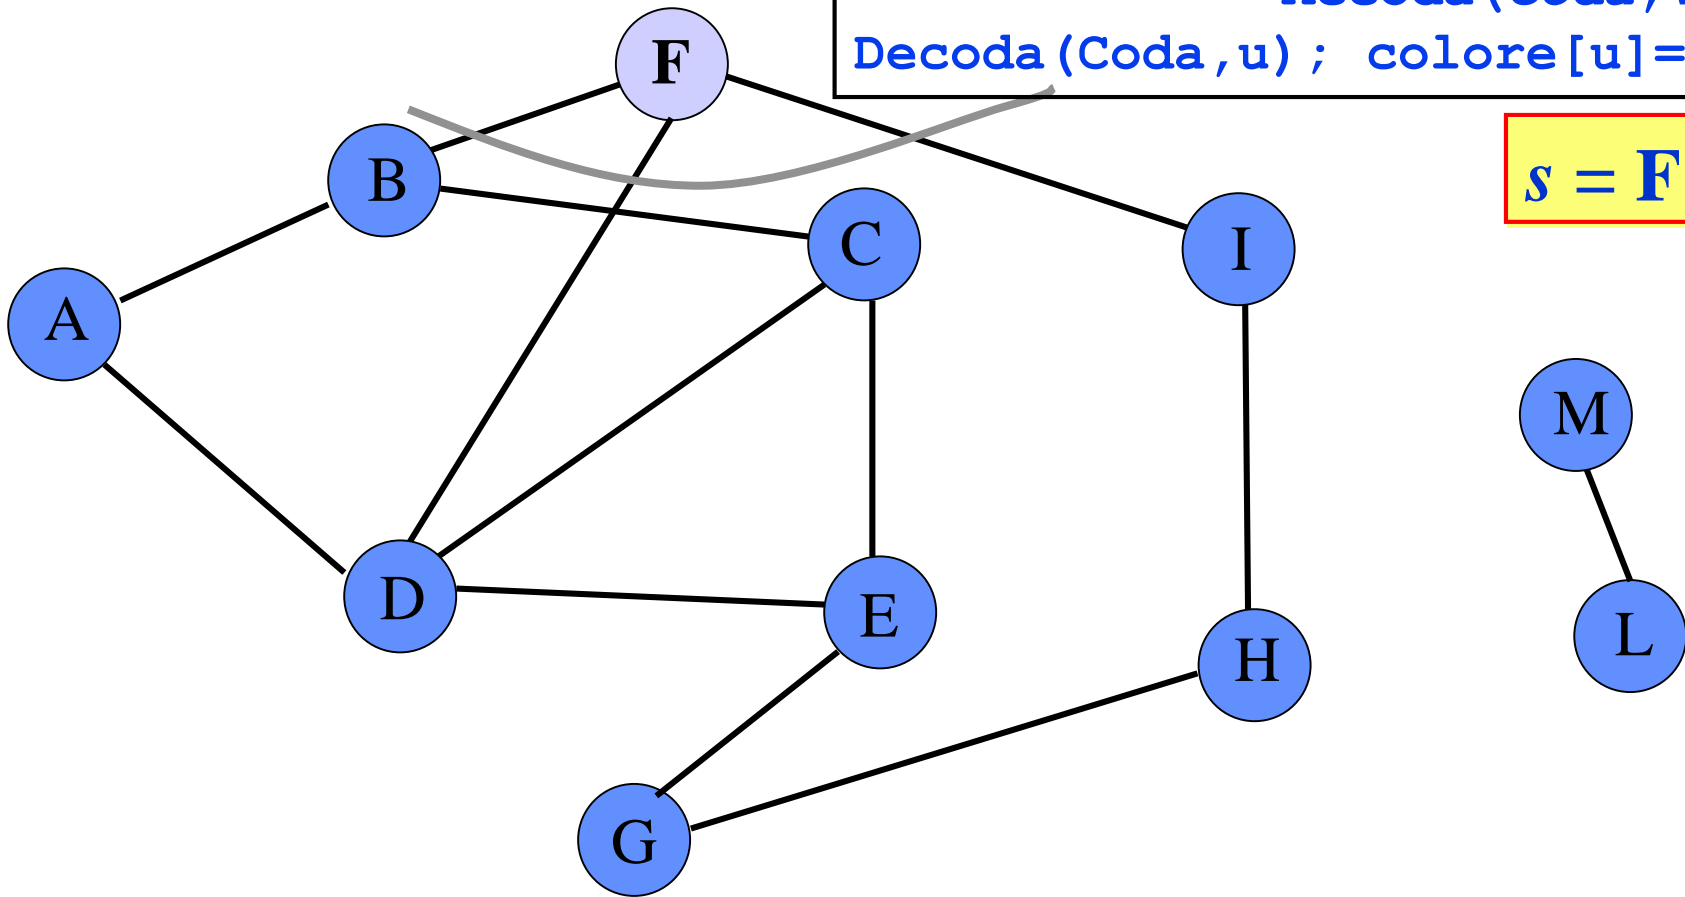 Decoda(Coda,u); colore[u]=
F
s = F
B
C
I
A
M
D
E
L
H
G